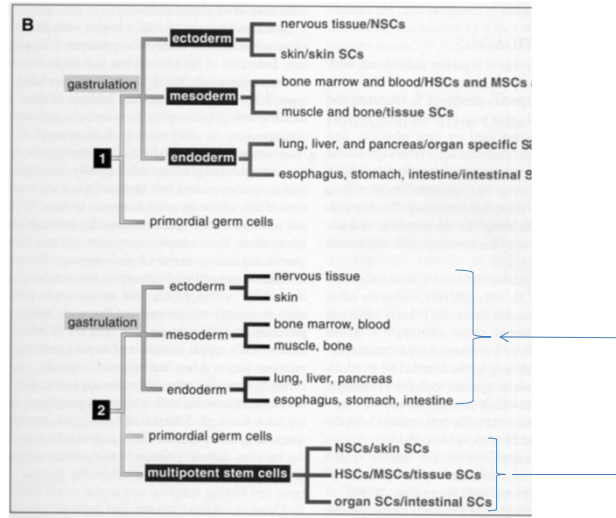 B
ectoderm
nervous tissue/NSCs
skin/skin SCs
gastrulation
mesoderm
bone marrow and blood/HSCs and MSCs
muscle and bone/tissue SCs
1
endoderm
lung, liver, and pancreas/organ specific
esophagus, stomach, intestine/intestinal
primordial germ cells
ectoderm
nervous tissue
skin
gastrulation
mesoderm
bone marrow, blood
muscle, bone
endoderm
lung, liver, pancreas
esophagus, stomach, intestine
2
primordial germ cells
multipotent stem cells
NSCs/skin SCs
HSCs/MSCs/tissue SCs
organ SCs/intestinal SCs